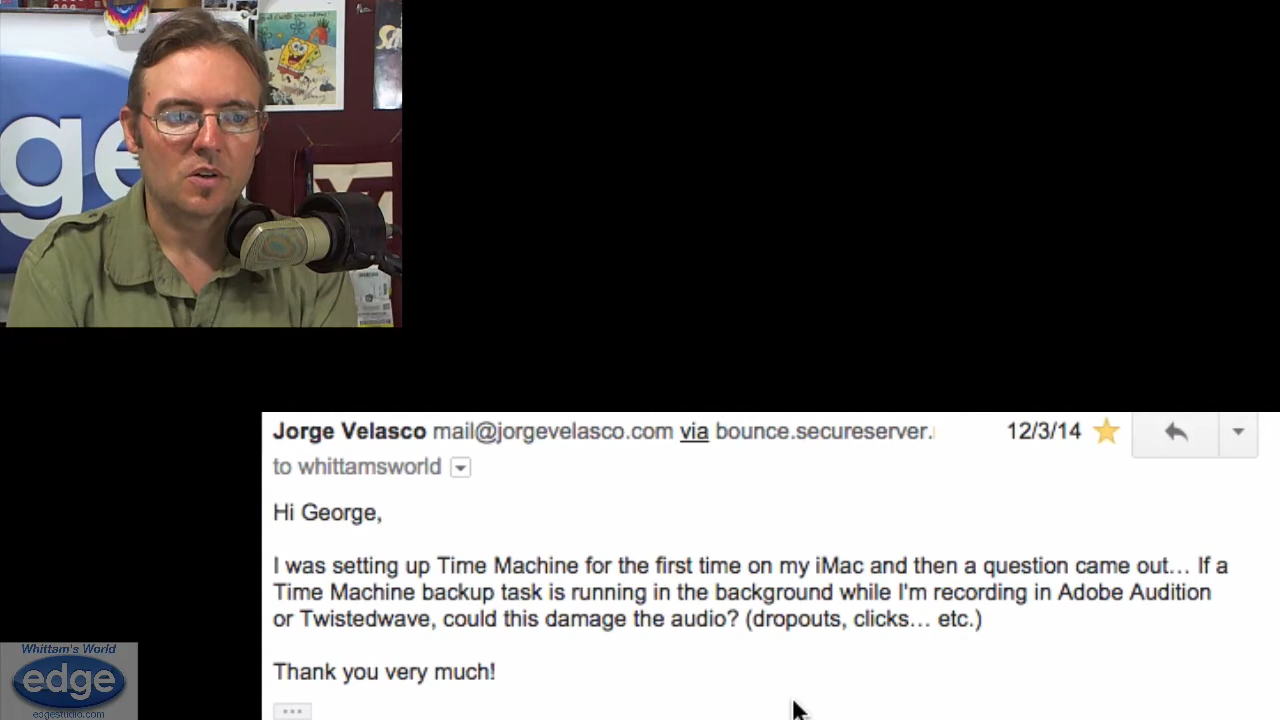 ge
Jorge Velasco mail@jorgevelasco.com via bounce.secureserver.
12/3/14
to whittamsworld
Hi George,
I was setting up Time Machine for the first time on my iMac and then a question came out... If a
Time Machine backup task is running in the background while I'm recording in Adobe Audition
or Twistedwave, could this damage the audio? (dropouts, clicks... etc.)
Thank you very much!
Whittam's World
edge
edgestudio.com